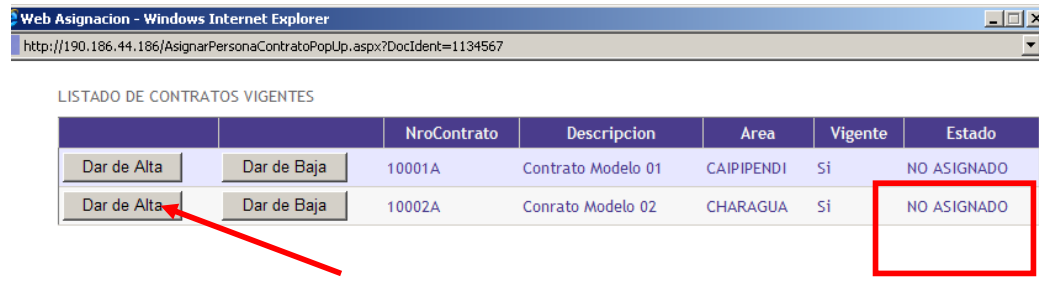 Web Asignacion - Windows Internet Explorer
http://190.186.44.186/AsignarPersonaContratoPopUp.aspx?DocIdent=1134567
LISTADO DE CONTRATOS VIGENTES
NroContrato Descripcion Area Vigente Estado
Dar de Alta Dar de Baja 10001A Contrato Modelo 01 CAIPIPENDI Si NO ASIGNADO
Dar de Alta Dar de Baja 10002A Conrato Modelo 02 CHARAGUA Si NO ASIGNADO